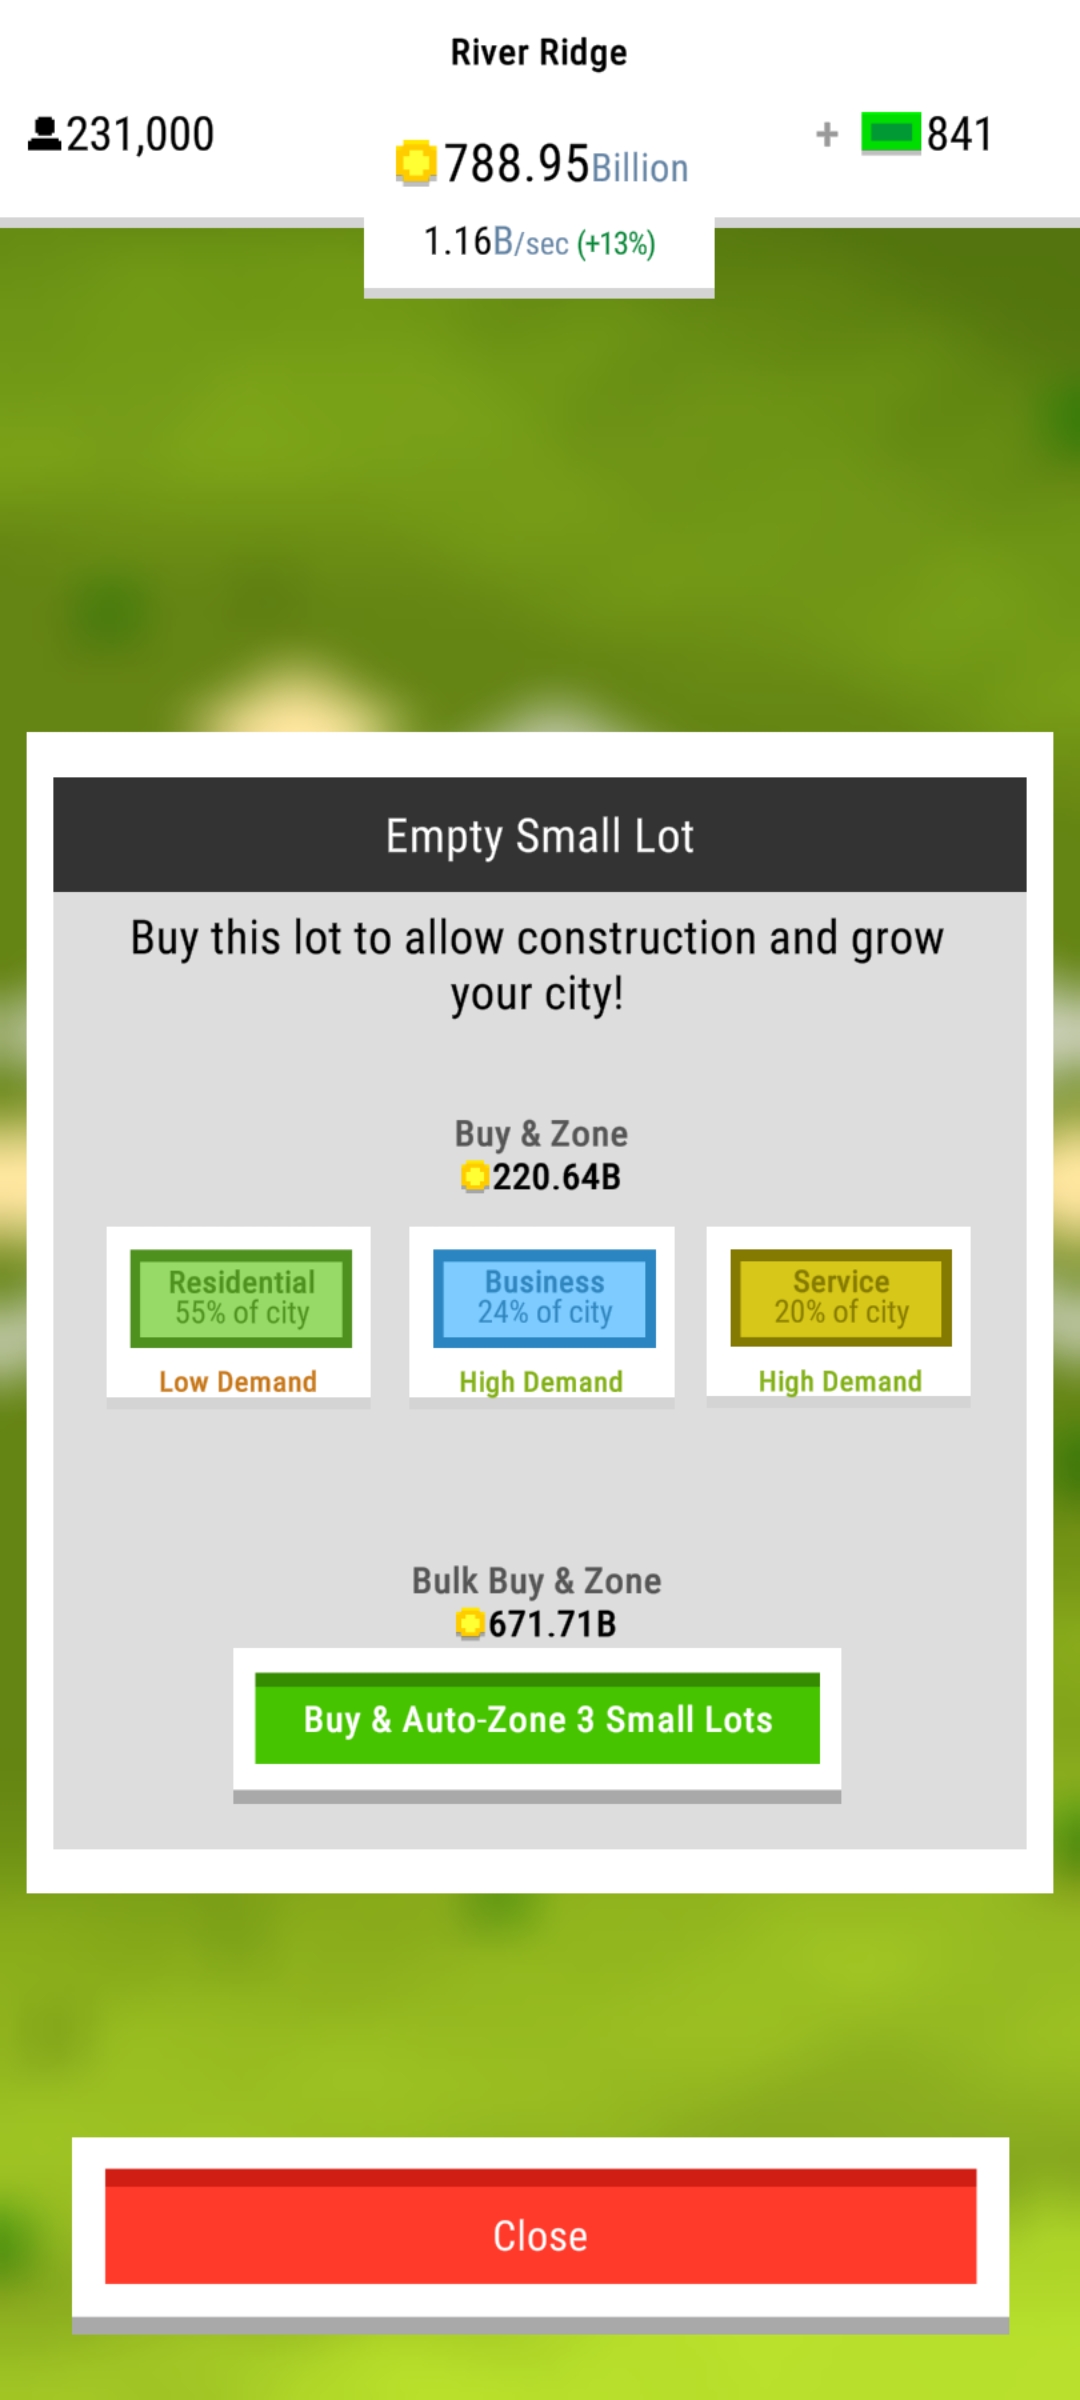 River Ridge
231,000
+ 841
788.95Billion
1.16B/sec (+13%)
Empty Small Lot
Buy this lot to allow construction and grow
your city!
Buy & Zone
220.64B
Residential
55% of city
Low Demand
Business
24% of city
High Demand
Service
20% of city
High Demand
Bulk Buy & Zone
671.71B
Buy & Auto-Zone 3 Small Lots
Close